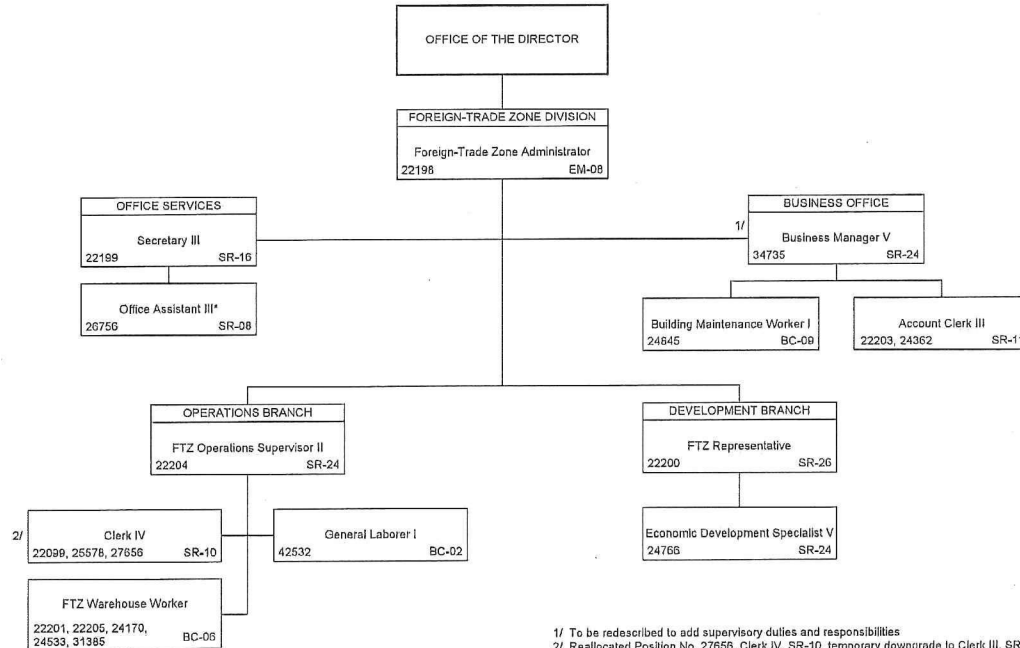 OFFICE OF THE DIRECTOR
FOREIGN-TRADE ZONE DIVISION
Foreign-Trade Zone Administrator
22198 EM-08
OFFICE SERVICES
Secretary III
22199 SR-16
Office Assistant III*
26756 SR-08
1/
BUSINESS OFFICE
Business Manager V
34735 SR-24
Building Maintenance Worker I
24845 BC-09
Account Clerk III
22203, 24362 SR-11
OPERATIONS BRANCH
FTZ Operations Supervisor II
22204 SR-24
DEVELOPMENT BRANCH
FTZ Representative
22200 SR-26
2/
Clerk IV
22099, 25578, 27656 SR-10
General Laborer I
42532 BC-02
Economic Development Specialist V
24766 SR-24
FTZ Warehouse Worker
22201, 22205, 24170,
24533, 31385 BC-06
1/ To be redescribed to add supervisory duties and responsibilities
2/ Reallocated Position No. 27656, Clerk IV, SR-10, temporary downgrade to Clerk III, SR